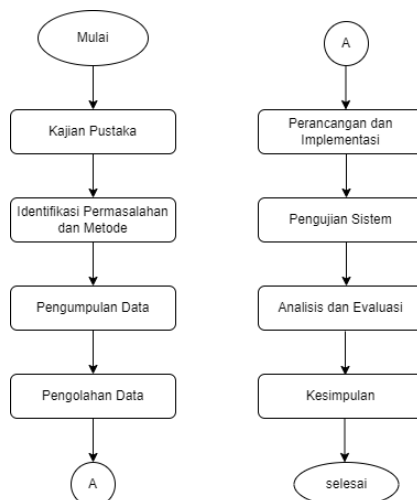 Mulai
Kajian Pustaka
Identifikasi Permasalahan
dan Metode
Pengumpulan Data
Pengolahan Data
A
A
Perancangan dan
Implementasi
Pengujian Sistem
Analisis dan Evaluasi
Kesimpulan
selesai